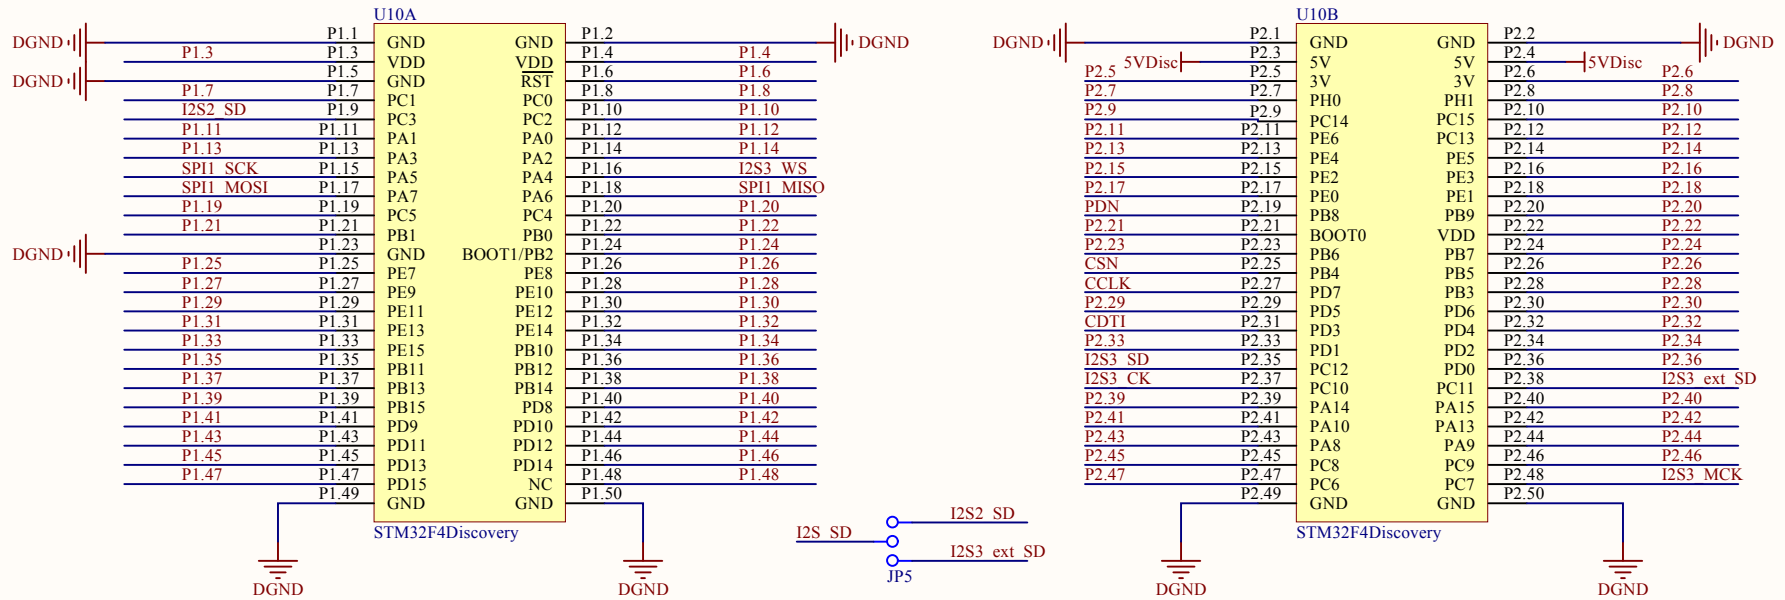 U10A
DGND P1.1 GND GND P1.2 DGND
P1.3 P1.3 VDD VDD P1.4 P1.4
DGND P1.5 GND RST P1.6 P1.6
P1.7 P1.7 PC1 PC0 P1.8 P1.8
I2S2_SD P1.9 PC3 PC2 P1.10 P1.10
P1.11 P1.11 PA1 PA0 P1.12 P1.12
P1.13 P1.13 PA3 PA2 P1.14 P1.14
SPI1_SCK P1.15 PA5 PA4 P1.16 I2S3_WS
SPI1_MOSI P1.17 PA7 PA6 P1.18 SPI1_MISO
P1.19 P1.19 PC5 PC4 P1.20 P1.20
P1.21 P1.21 PB1 PB0 P1.22 P1.22
DGND P1.23 GND BOOT1/PB2 P1.24 P1.24
P1.25 P1.25 PE7 PE8 P1.26 P1.26
P1.27 P1.27 PE9 PE10 P1.28 P1.28
P1.29 P1.29 PE11 PE12 P1.30 P1.30
P1.31 P1.31 PE13 PE14 P1.32 P1.32
P1.33 P1.33 PE15 PB10 P1.34 P1.34
P1.35 P1.35 PB11 PB12 P1.36 P1.36
P1.37 P1.37 PB13 PB14 P1.38 P1.38
P1.39 P1.39 PB15 PD8 P1.40 P1.40
P1.41 P1.41 PD9 PD10 P1.42 P1.42
P1.43 P1.43 PD11 PD12 P1.44 P1.44
P1.45 P1.45 PD13 PD14 P1.46 P1.46
P1.47 P1.47 PD15 NC P1.48 P1.48
P1.49 GND GND P1.50
STM32F4Discovery
DGND DGND
I2S2_SD
I2S_SD
I2S3_ext_SD
JP5
U10B
DGND P2.1 GND GND P2.2 DGND
5VDisc P2.3 5V 5V P2.4 5VDisc
P2.5 P2.5 3V 3V P2.6 P2.6
P2.7 P2.7 PH0 PH1 P2.8 P2.8
P2.9 P2.9 PC14 PC15 P2.10 P2.10
P2.11 P2.11 PE6 PC13 P2.12 P2.12
P2.13 P2.13 PE4 PE5 P2.14 P2.14
P2.15 P2.15 PE2 PE3 P2.16 P2.16
P2.17 P2.17 PE0 PE1 P2.18 P2.18
PDN P2.19 PB8 PB9 P2.20 P2.20
P2.21 P2.21 BOOT0 VDD P2.22 P2.22
P2.23 P2.23 PB6 PB7 P2.24 P2.24
CSN P2.25 PB4 PB5 P2.26 P2.26
CCLK P2.27 PD7 PB3 P2.28 P2.28
P2.29 P2.29 PD5 PD6 P2.30 P2.30
CDTI P2.31 PD3 PD4 P2.32 P2.32
P2.33 P2.33 PD1 PD2 P2.34 P2.34
I2S3_SD P2.35 PC12 PD0 P2.36 P2.36
I2S3_CK P2.37 PC10 PC11 P2.38 I2S3_ext_SD
P2.39 P2.39 PA14 PA15 P2.40 P2.40
P2.41 P2.41 PA10 PA13 P2.42 P2.42
P2.43 P2.43 PA8 PA9 P2.44 P2.44
P2.45 P2.45 PC8 PC9 P2.46 P2.46
P2.47 P2.47 PC6 PC7 P2.48 I2S3_MCK
P2.49 GND GND P2.50
STM32F4Discovery
DGND DGND